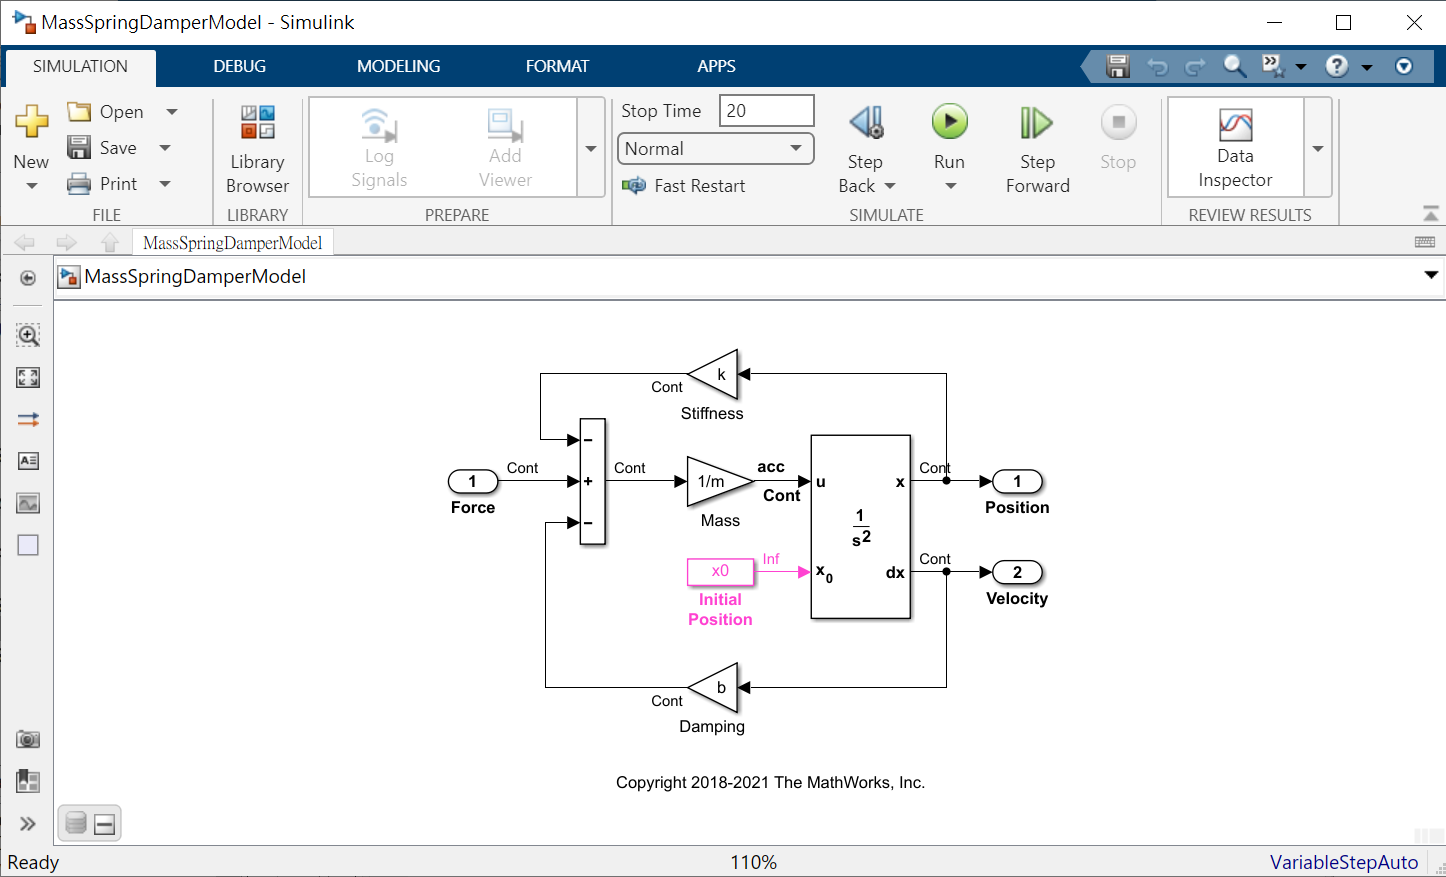 MassSpringDamperModel - Simulink
SIMULATION DEBUG MODELING FORMAT APPS
New
Open
Save
Print
FILE
Library
Browser
LIBRARY
Log
Signals
Add
Viewer
PREPARE
Stop Time 20
Normal
Fast Restart
Step
Back
Run
Step
Forward
Stop
SIMULATE
Data
Inspector
REVIEW RESULTS
MassSpringDamperModel
MassSpringDamperModel
k
Cont
Stiffness
1
Cont
Force
−
+
−
Cont
1/m
Mass
acc
Cont
u
x
1
s2
x0
dx
Cont
1
Position
x0
Inf
Initial
Position
Cont
2
Velocity
b
Cont
Damping
Copyright 2018-2021 The MathWorks, Inc.
Ready 110% VariableStepAuto